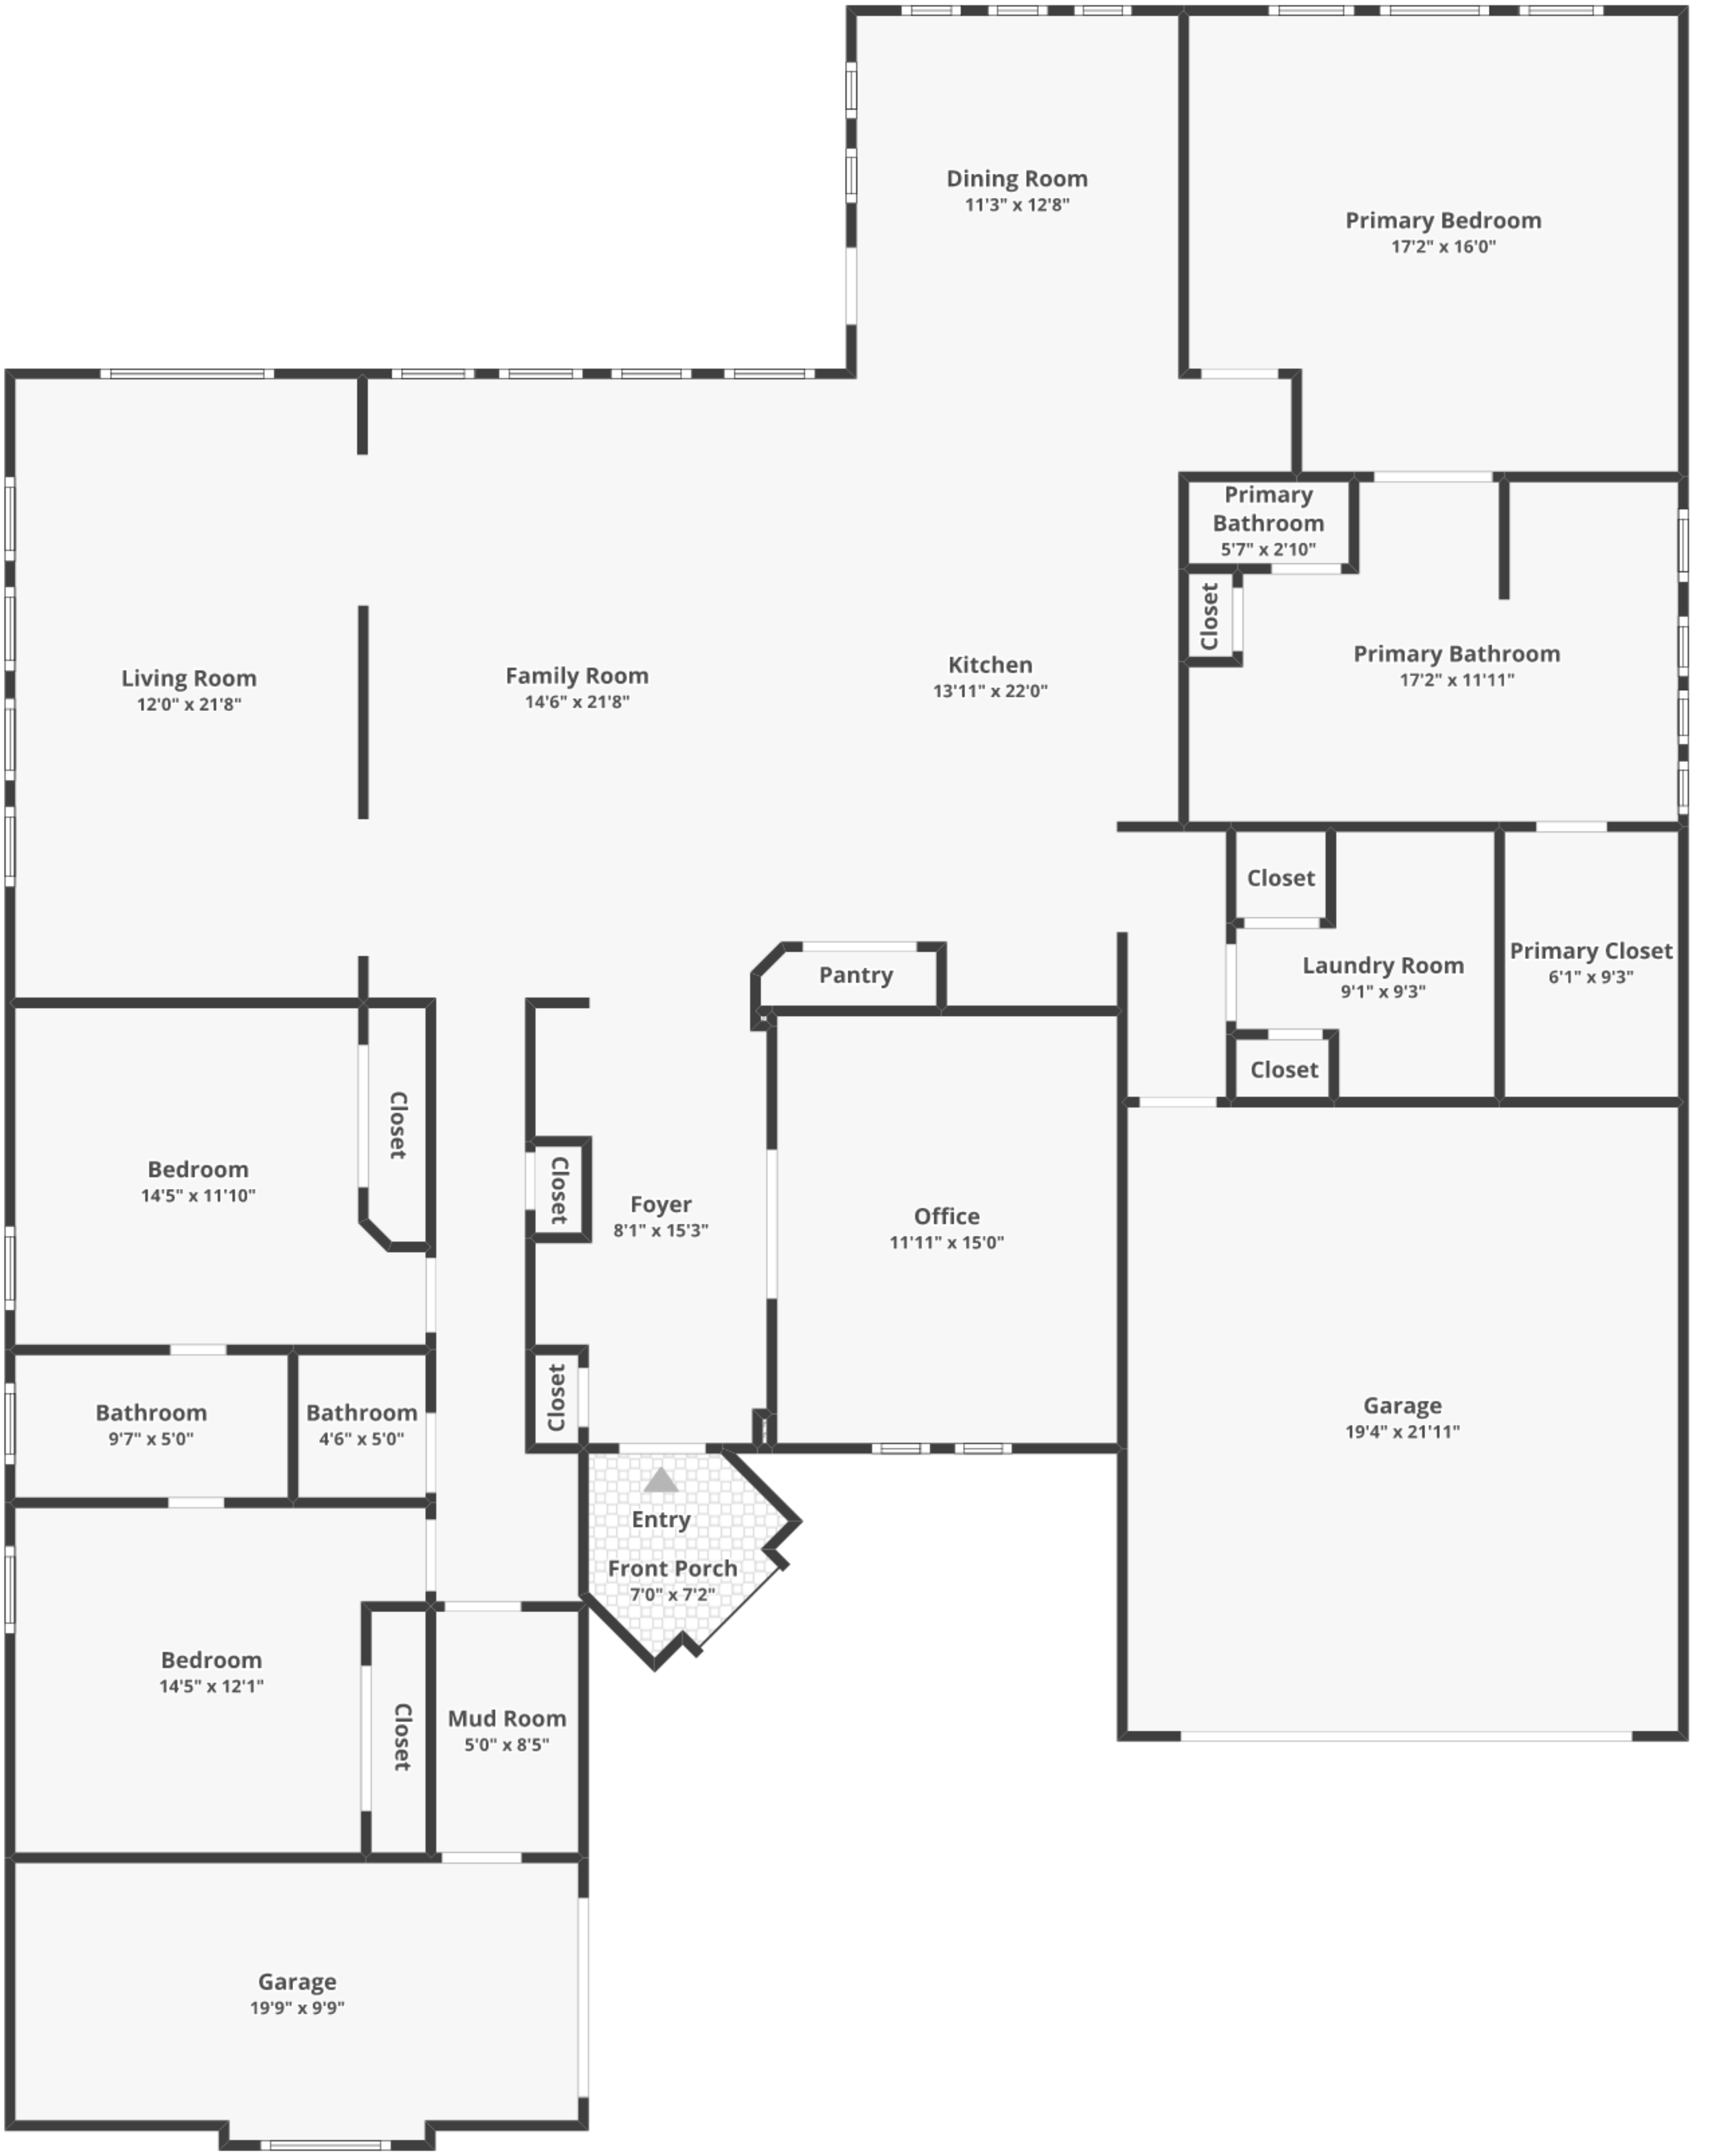 Dining Room
11'3" x 12'8"
Primary Bedroom
17'2" x 16'0"
Primary
Bathroom
5'7" x 2'10"
Closet
Primary Bathroom
17'2" x 11'11"
Living Room
12'0" x 21'8"
Family Room
14'6" x 21'8"
Kitchen
13'11" x 22'0"
Closet
Pantry
Laundry Room
9'1" x 9'3"
Primary Closet
6'1" x 9'3"
Closet
Closet
Bedroom
14'5" x 11'10"
Closet
Foyer
8'1" x 15'3"
Office
11'11" x 15'0"
Closet
Bathroom
9'7" x 5'0"
Bathroom
4'6" x 5'0"
Garage
19'4" x 21'11"
Entry
Front Porch
7'0" x 7'2"
Bedroom
14'5" x 12'1"
Closet
Mud Room
5'0" x 8'5"
Garage
19'9" x 9'9"